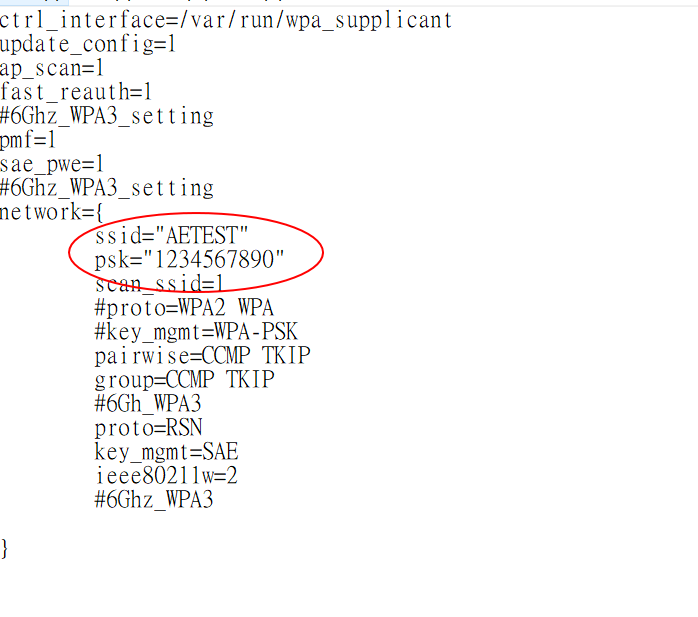 ctrl_interface=/var/run/wpa_supplicant
update_config=1
ap_scan=1
fast_reauth=1
#6Ghz_WPA3_setting
pmf=1
sae_pwe=1
#6Ghz_WPA3_setting
network={
ssid="AETEST"
psk="1234567890"
scan_ssid=1
#proto=WPA2 WPA
#key_mgmt=WPA-PSK
pairwise=CCMP TKIP
group=CCMP TKIP
#6Gh_WPA3
proto=RSN
key_mgmt=SAE
ieee80211w=2
#6Ghz_WPA3
}